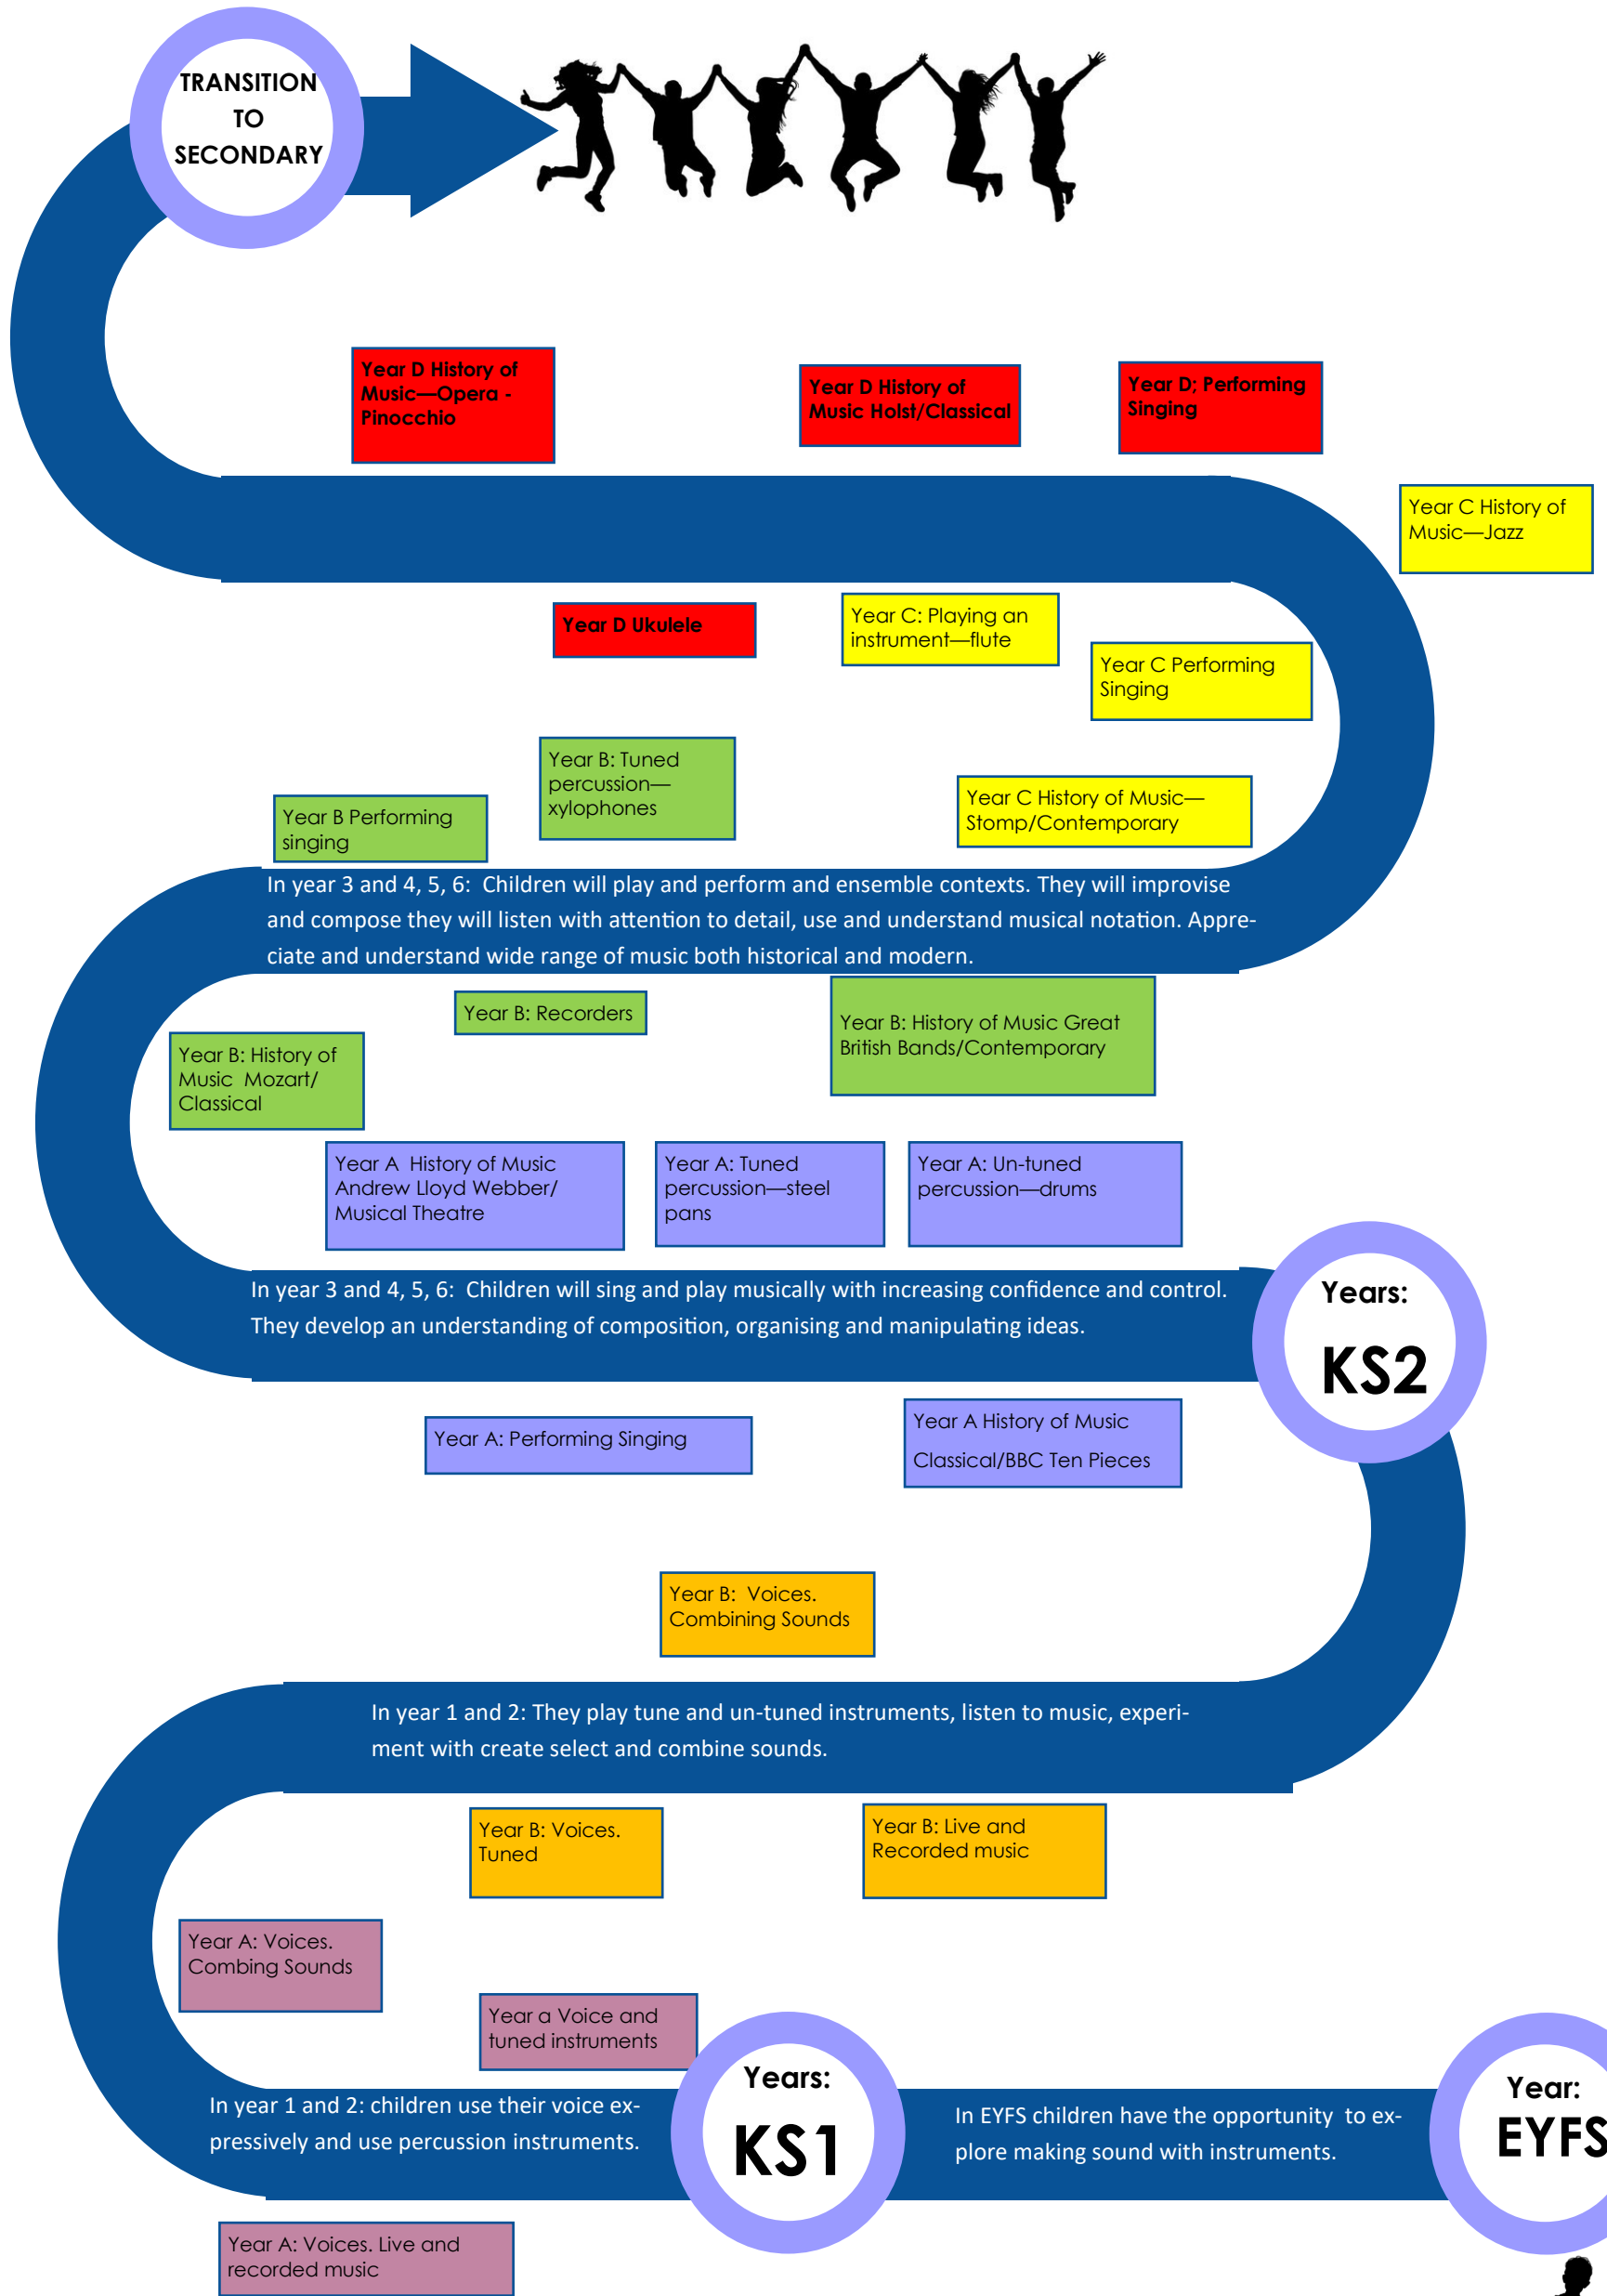 TRANSITION
TO
SECONDARY
Year D History of
Music—Opera -
Pinocchio
Year D History of
Music Holst/Classical
Year D; Performing
Singing
Year C History of
Music—Jazz
Year D Ukulele
Year C: Playing an
instrument—flute
Year C Performing
Singing
Year B: Tuned
percussion—
xylophones
Year B Performing
singing
Year C History of Music—
Stomp/Contemporary
In year 3 and 4, 5, 6:  Children will play and perform and ensemble contexts. They will improvise
and compose they will listen with attention to detail, use and understand musical notation. Appre-
ciate and understand wide range of music both historical and modern.
Year B: Recorders
Year B: History of Music Great
British Bands/Contemporary
Year B: History of
Music  Mozart/
Classical
Year A  History of Music
Andrew Lloyd Webber/
Musical Theatre
Year A: Tuned
percussion—steel
pans
Year A: Un-tuned
percussion—drums
In year 3 and 4, 5, 6:  Children will sing and play musically with increasing confidence and control.
They develop an understanding of composition, organising and manipulating ideas.
Years:
KS2
Year A: Performing Singing
Year A History of Music
Classical/BBC Ten Pieces
Year B:  Voices.
Combining Sounds
In year 1 and 2: They play tune and un-tuned instruments, listen to music, experi-
ment with create select and combine sounds.
Year B: Voices.
Tuned
Year B: Live and
Recorded music
Year A: Voices.
Combing Sounds
Year a Voice and
tuned instruments
In year 1 and 2: children use their voice ex-
pressively and use percussion instruments.
Years:
KS1
In EYFS children have the opportunity  to ex-
plore making sound with instruments.
Year:
EYFS
Year A: Voices. Live and
recorded music